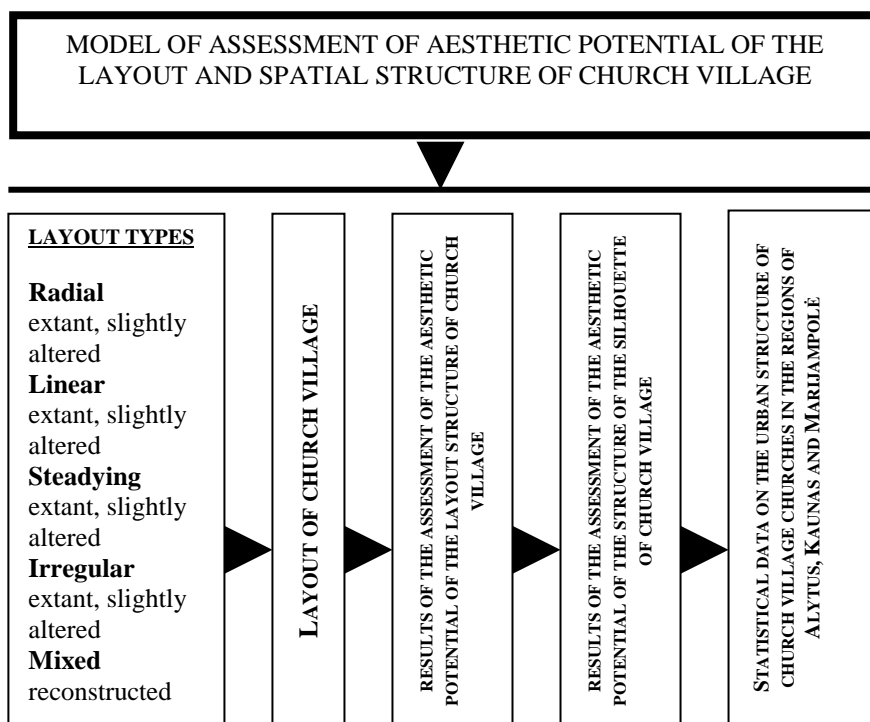 MODEL OF ASSESSMENT OF AESTHETIC POTENTIAL OF THE
LAYOUT AND SPATIAL STRUCTURE OF CHURCH VILLAGE
LAYOUT TYPES
Radial
extant, slightly
altered
Linear
extant, slightly
altered
Steadying
extant, slightly
altered
Irregular
extant, slightly
altered
Mixed
reconstructed
LAYOUT OF CHURCH VILLAGE
RESULTS OF THE ASSESSMENT OF THE AESTHETIC
POTENTIAL OF THE LAYOUT STRUCTURE OF CHURCH
VILLAGE
RESULTS OF THE ASSESSMENT OF THE AESTHETIC
POTENTIAL OF THE STRUCTURE OF THE SILHOUETTE
OF CHURCH VILLAGE
STATISTICAL DATA ON THE URBAN STRUCTURE OF
CHURCH VILLAGE CHURCHES IN THE REGIONS OF
ALYTUS, KAUNAS AND MARIJAMPOLĖ